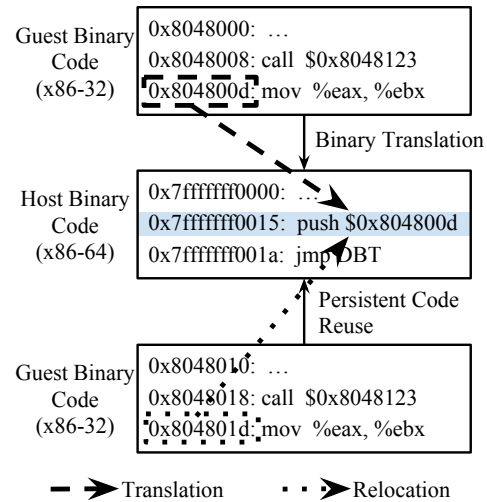 Guest Binary Code (x86-32)
0x8048000: …
0x8048008: call $0x8048123
0x804800d: mov %eax, %ebx
Binary Translation
Host Binary Code (x86-64)
0x7fffffff0000: …
0x7fffffff0015: push $0x804800d
0x7fffffff001a: jmp DBT
Persistent Code Reuse
Guest Binary Code (x86-32)
0x8048010: …
0x8048018: call $0x8048123
0x804801d: mov %eax, %ebx
Translation
Relocation